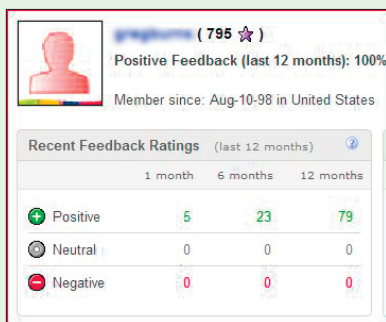 ( 795 )
Positive Feedback (last 12 months): 100%
Member since: Aug-10-98 in United States
Recent Feedback Ratings (last 12 months) ?
1 month 6 months 12 months
Positive 5 23 79
Neutral 0 0 0
Negative 0 0 0